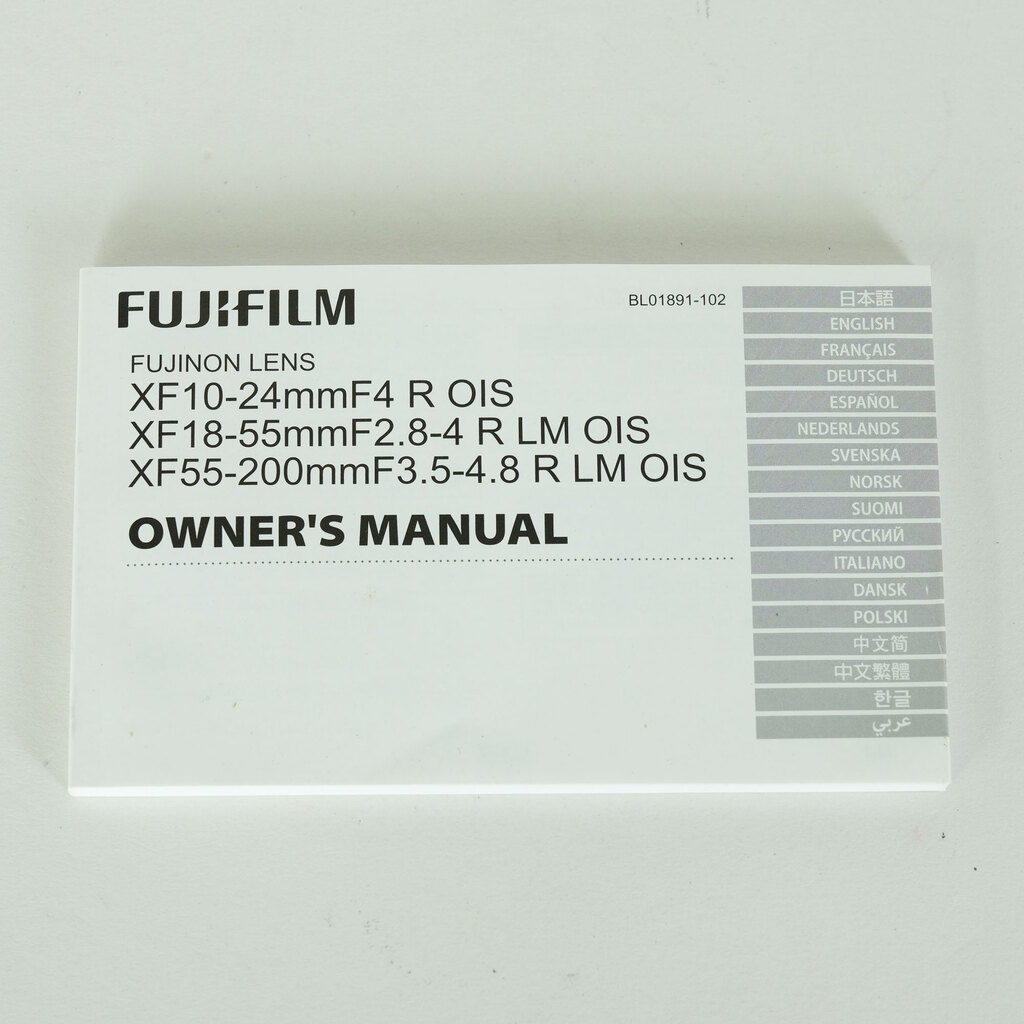 FUJIFILM
BL01891-102
FUJINON LENS
XF10-24mmF4 R OIS
XF18-55mmF2.8-4 R LM OIS
XF55-200mmF3.5-4.8 R LM OIS
OWNER'S MANUAL
日本語
ENGLISH
FRANÇAIS
DEUTSCH
ESPAÑOL
NEDERLANDS
SVENSKA
NORSK
SUOMI
РУССКИЙ
ITALIANO
DANSK
POLSKI
中文简
中文繁體
한글
عربي